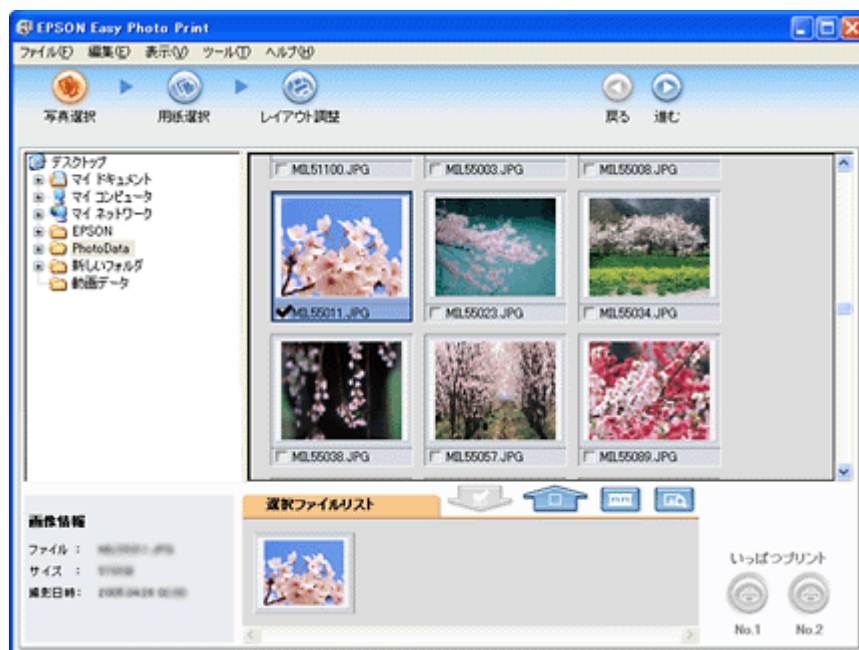 EPSON Easy Photo Print
ファイル(F) 編集(E) 表示(V) ツール(T) ヘルプ(H)
写真選択 用紙選択 レイアウト調整 戻る 進む
デスクトップ
マイ ドキュメント
マイ コンピュータ
マイ ネットワーク
EPSON
PhotoData
新しいフォルダ
動画データ
MIL51100.JPG MIL55003.JPG MIL55008.JPG
MIL55011.JPG MIL55023.JPG MIL55034.JPG
MIL55038.JPG MIL55057.JPG MIL55089.JPG
画像情報
ファイル :
サイズ :
撮影日時:
選択ファイルリスト
いっぱつプリント
No.1 No.2